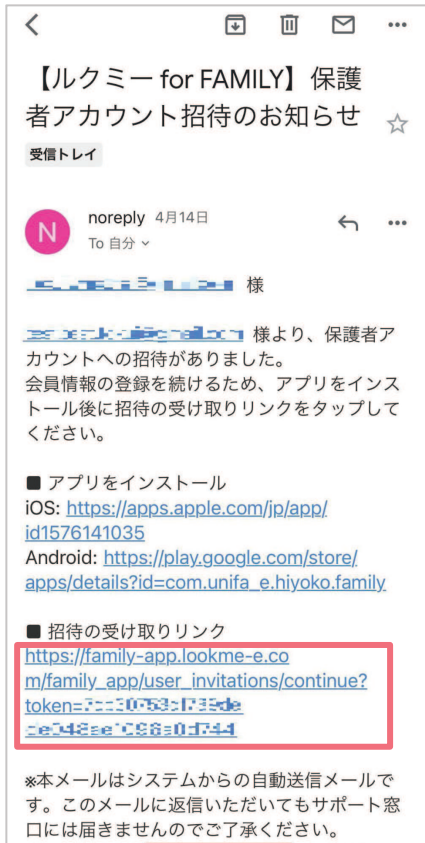 【ルクミー for FAMILY】保護
者アカウント招待のお知らせ
受信トレイ
N
noreply 4月14日
To 自分
様
様より、保護者ア
カウントへの招待がありました。
会員情報の登録を続けるため、アプリをインス
トール後に招待の受け取りリンクをタップして
ください。
■ アプリをインストール
iOS: https://apps.apple.com/jp/app/
id1576141035
Android: https://play.google.com/store/
apps/details?id=com.unifa_e.hiyoko.family
■ 招待の受け取りリンク
https://family-app.lookme-e.co
m/family_app/user_invitations/continue?
token=
※本メールはシステムからの自動送信メールで
す。このメールに返信いただいてもサポート窓
口には届きませんのでご了承ください。